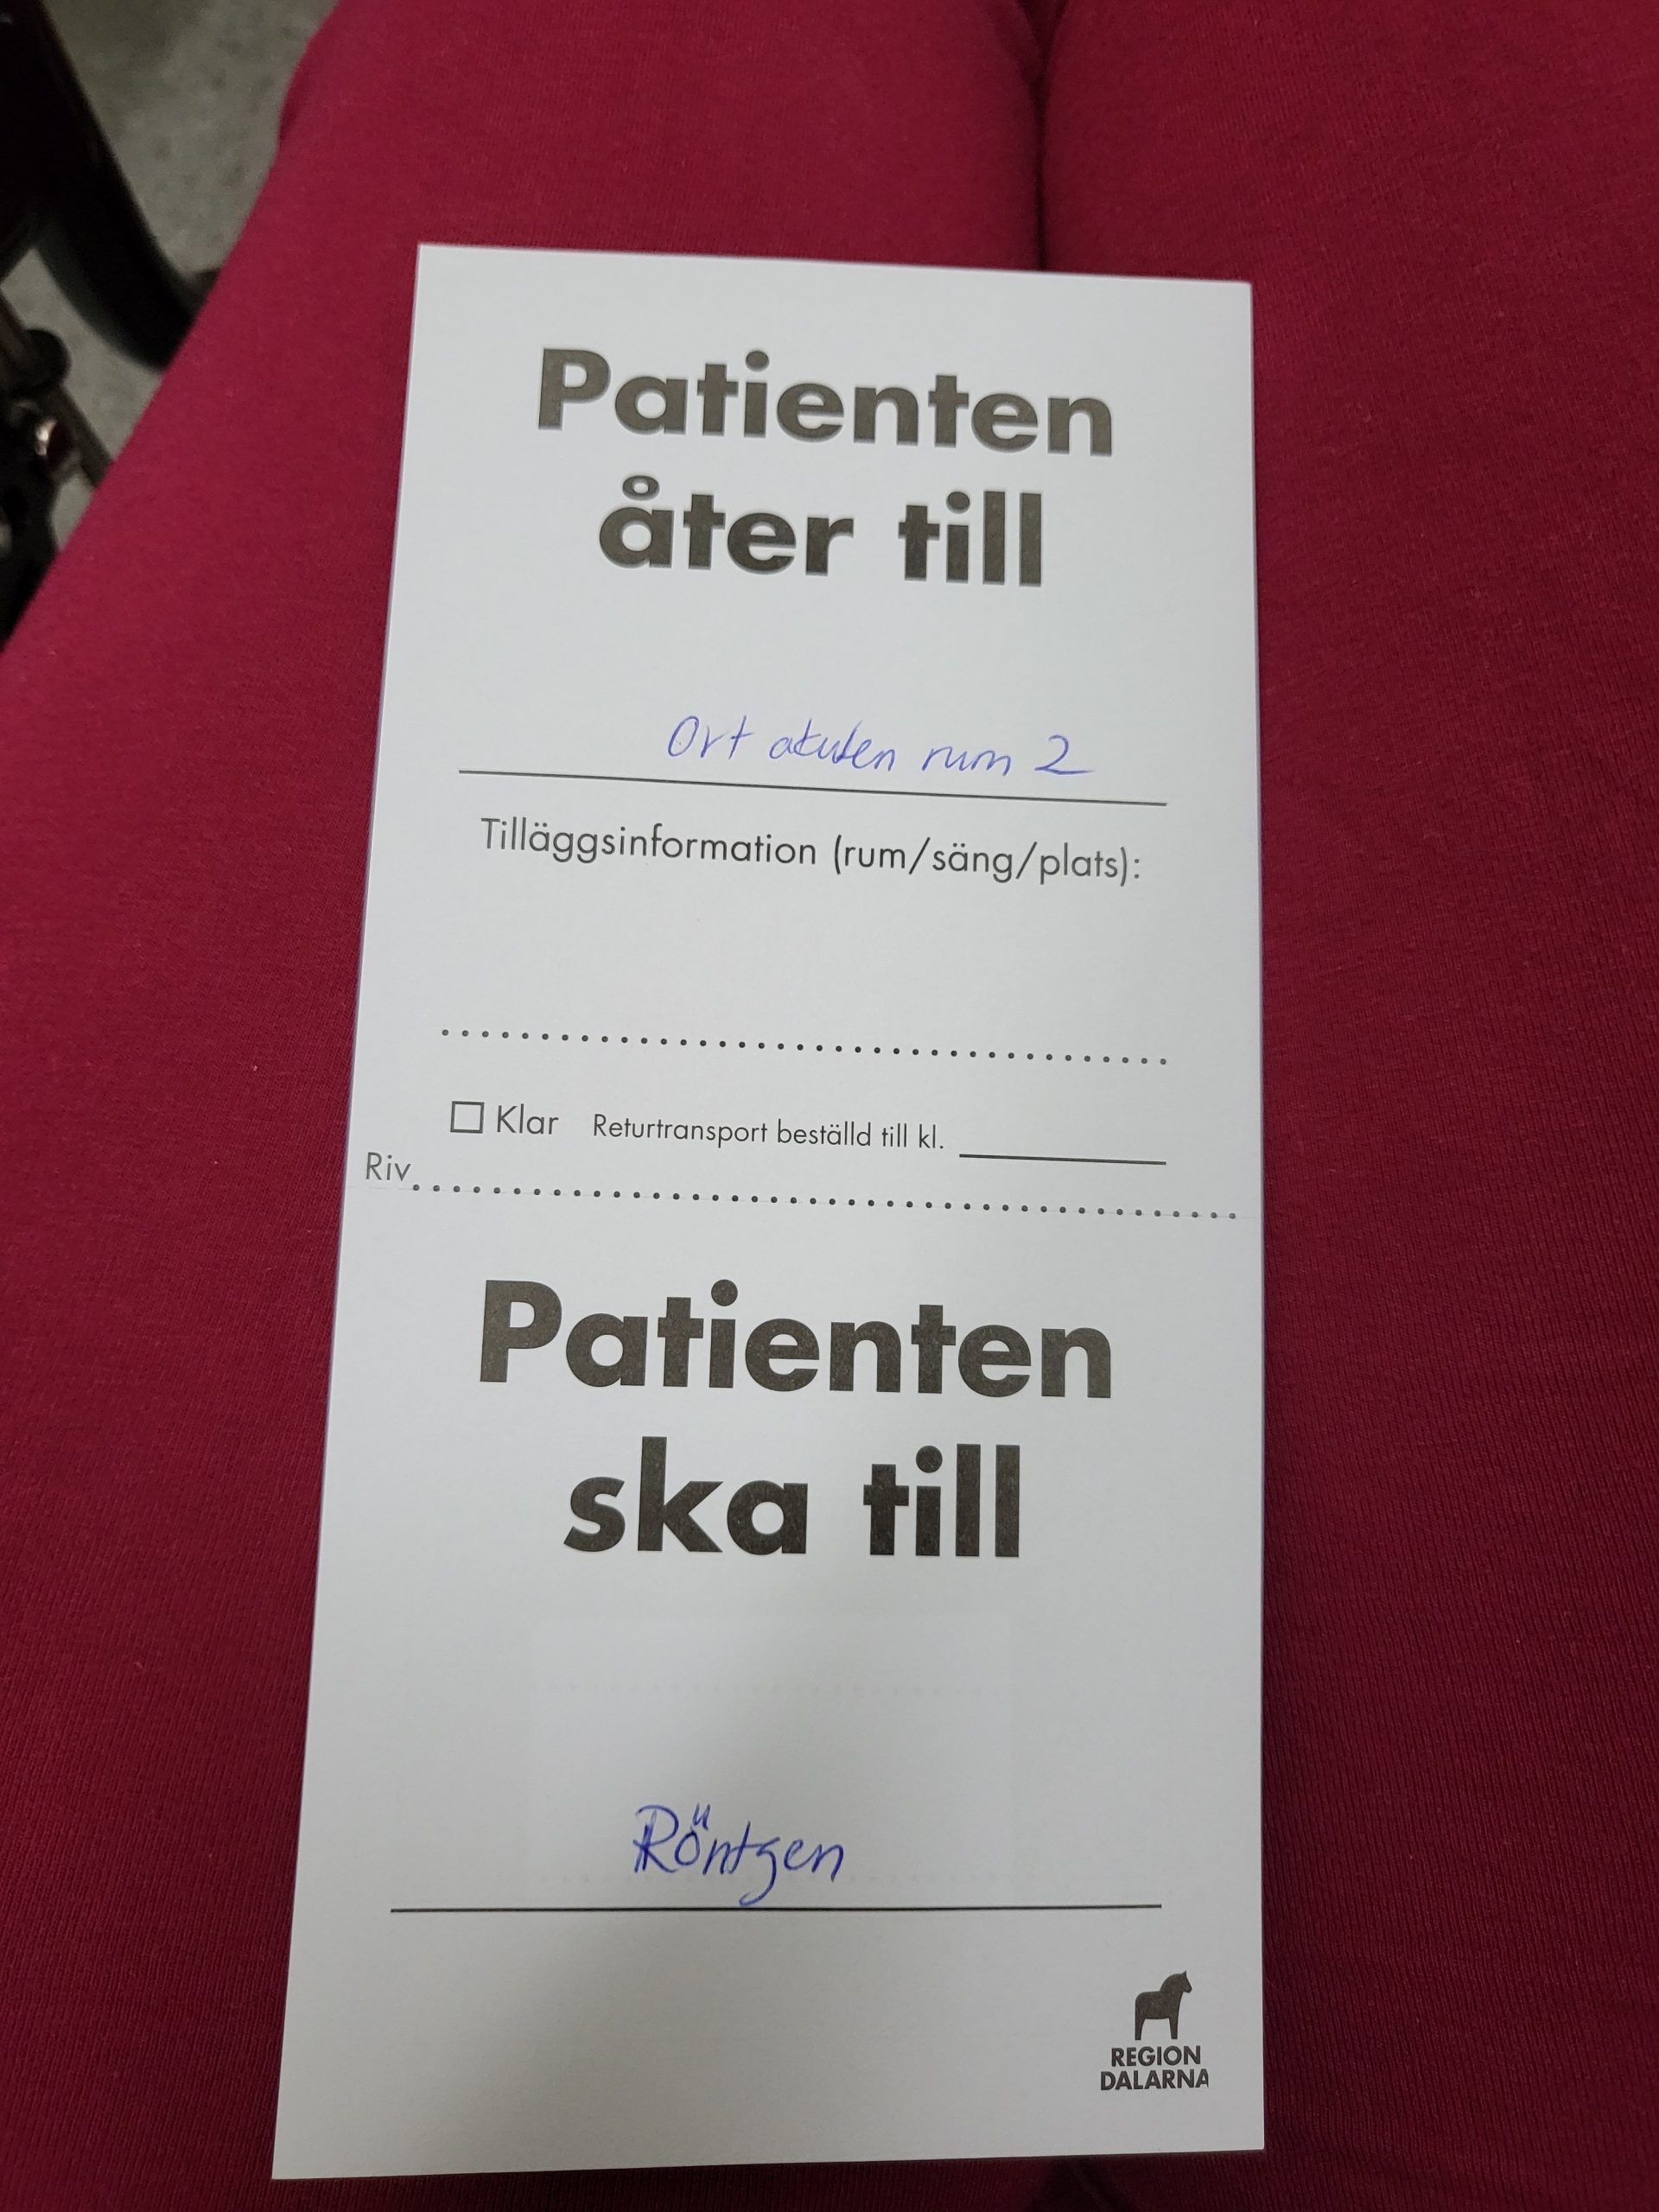 Patienten
åter till
Ort akuten rum 2
Tilläggsinformation (rum/säng/plats):
Klar Returtransport beställd till kl.
Riv
Patienten
ska till
Röntgen
REGION
DALARNA